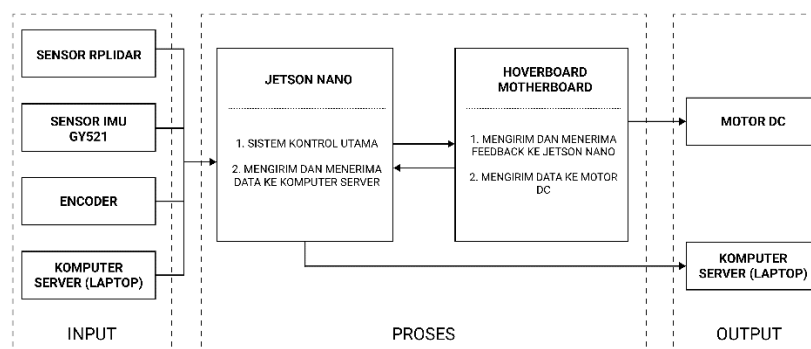 SENSOR RPLIDAR
SENSOR IMU
GY521
ENCODER
KOMPUTER
SERVER (LAPTOP)
INPUT
JETSON NANO
1. SISTEM KONTROL UTAMA
2. MENGIRIM DAN MENERIMA
DATA KE KOMPUTER SERVER
HOVERBOARD
MOTHERBOARD
1. MENGIRIM DAN MENERIMA
FEEDBACK KE JETSON NANO
2. MENGIRIM DATA KE MOTOR
DC
PROSES
MOTOR DC
KOMPUTER
SERVER (LAPTOP)
OUTPUT